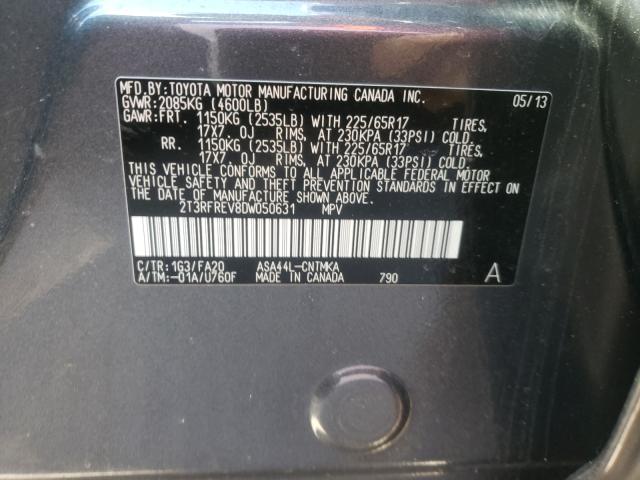 MFD.BY:TOYOTA MOTOR MANUFACTURING CANADA INC.
GVWR:2085KG (4600LB) 05/13
GAWR:FRT. 1150KG (2535LB) WITH 225/65R17 TIRES,
17X7.0J RIMS, AT 230KPA (33PSI) COLD
RR. 1150KG (2535LB) WITH 225/65R17 TIRES,
17X7.0J RIMS, AT 230KPA (33PSI) COLD
THIS VEHICLE CONFORMS TO ALL APPLICABLE FEDERAL MOTOR
VEHICLE SAFETY AND THEFT PREVENTION STANDARDS IN EFFECT ON
THE DATE OF MANUFACTURE SHOWN ABOVE.
2T3RFREV8DW050631 MPV
C/TR:1G3/FA20 ASA44L-CNTMKA
A/TM:-01A/U760F MADE IN CANADA 790 A